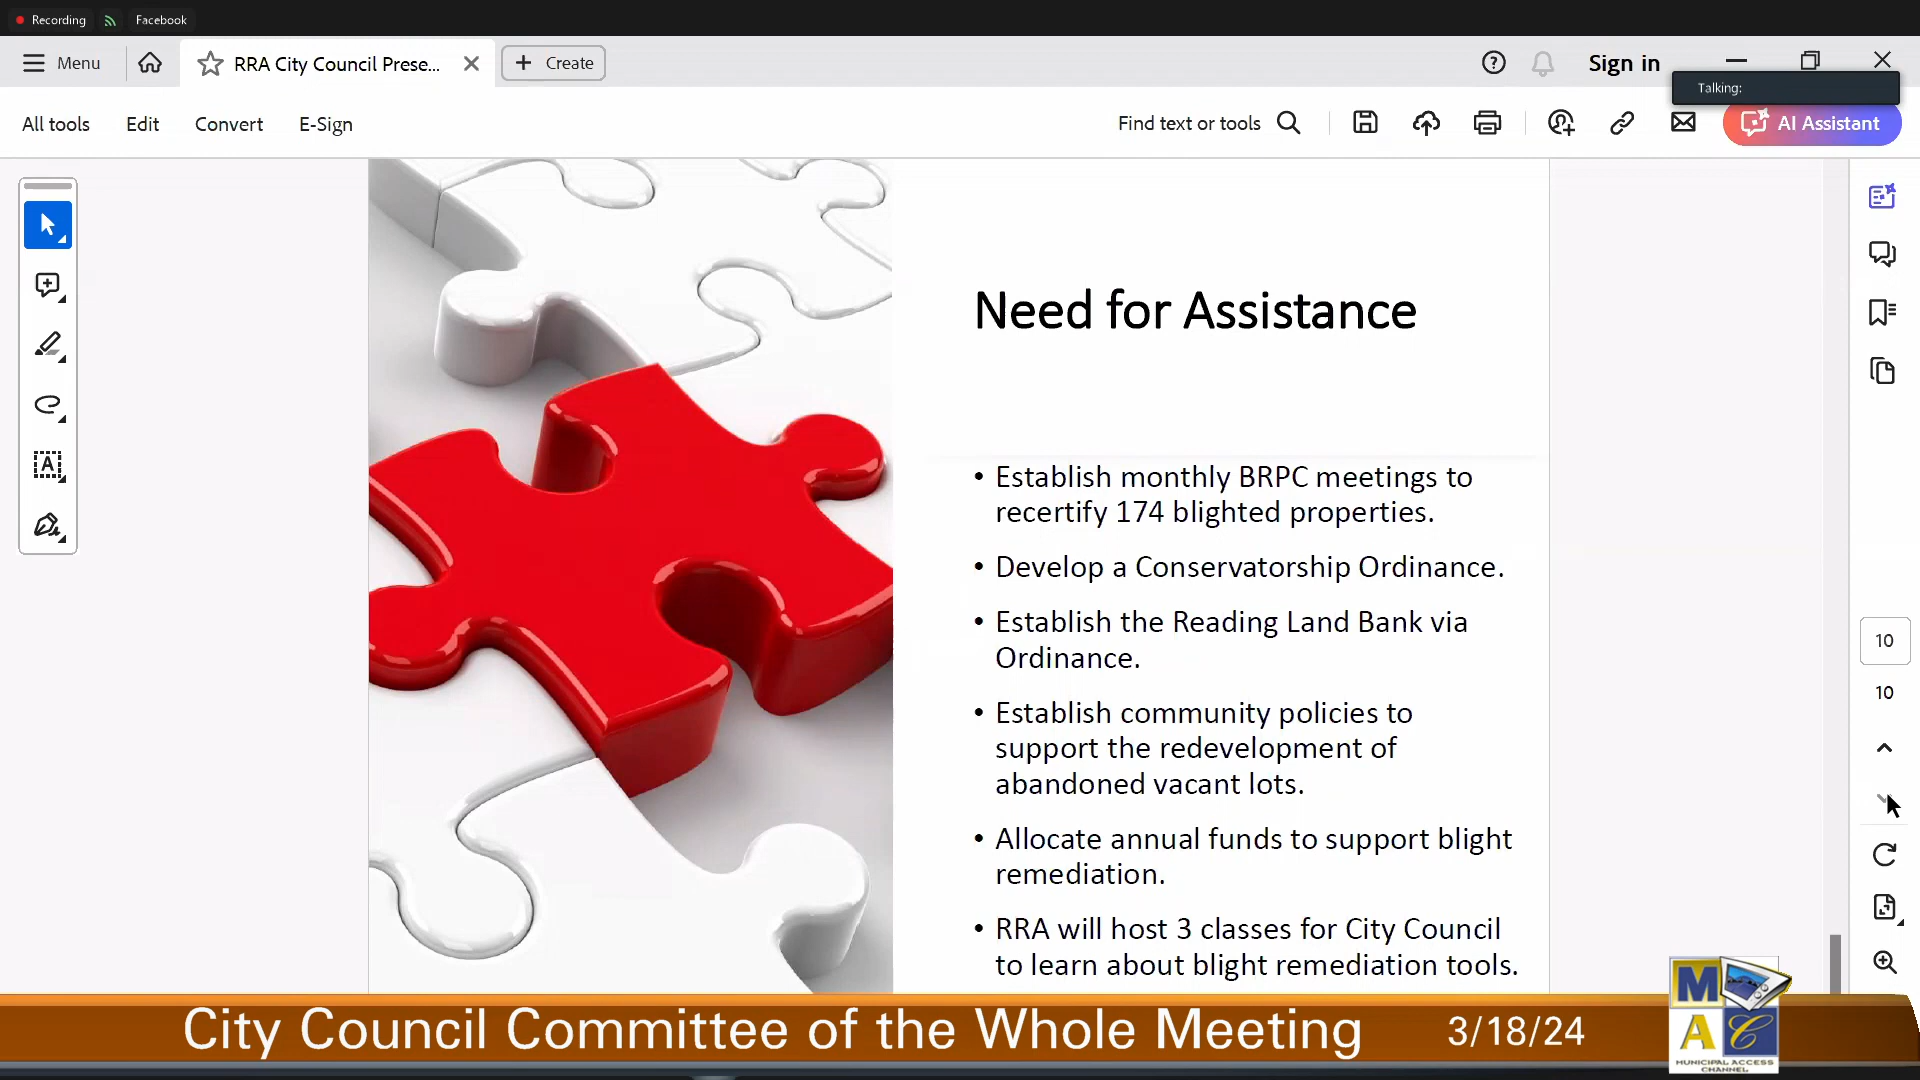 Recording
Facebook
Menu
RRA City Council Prese...
Create
Sign in
Talking:
All tools
Edit
Convert
E-Sign
Find text or tools
AI Assistant
Need for Assistance
• Establish monthly BRPC meetings to
recertify 174 blighted properties.
• Develop a Conservatorship Ordinance.
• Establish the Reading Land Bank via
Ordinance.
• Establish community policies to
support the redevelopment of
abandoned vacant lots.
• Allocate annual funds to support blight
remediation.
• RRA will host 3 classes for City Council
to learn about blight remediation tools.
10
10
City Council Committee of the Whole Meeting
3/18/24
M
A C
MUNICIPAL ACCESS
CHANNEL